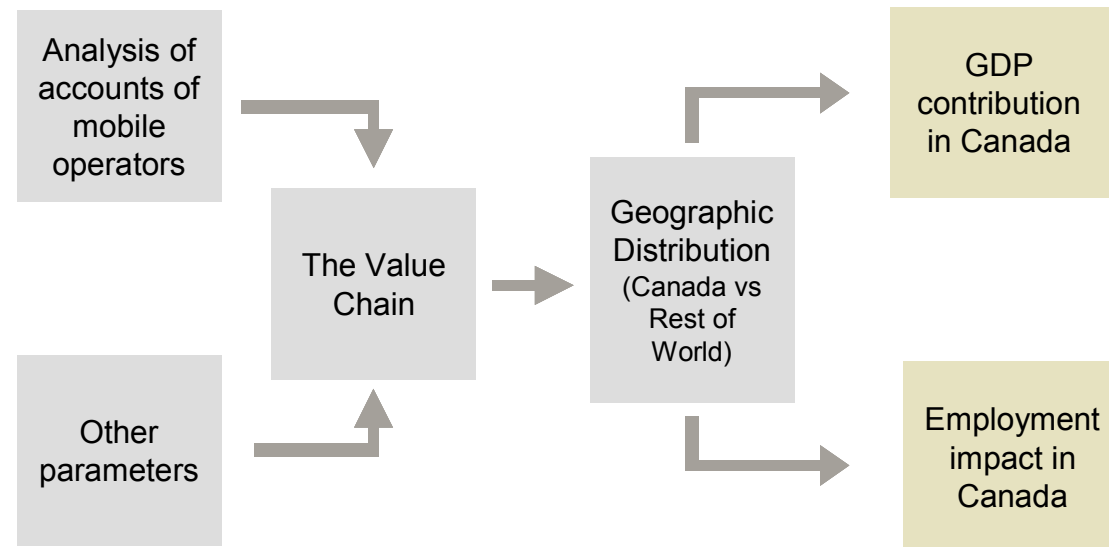 Analysis of
accounts of
mobile
operators
Other
parameters
The Value
Chain
Geographic
Distribution
(Canada vs
Rest of
World)
GDP
contribution
in Canada
Employment
impact in
Canada